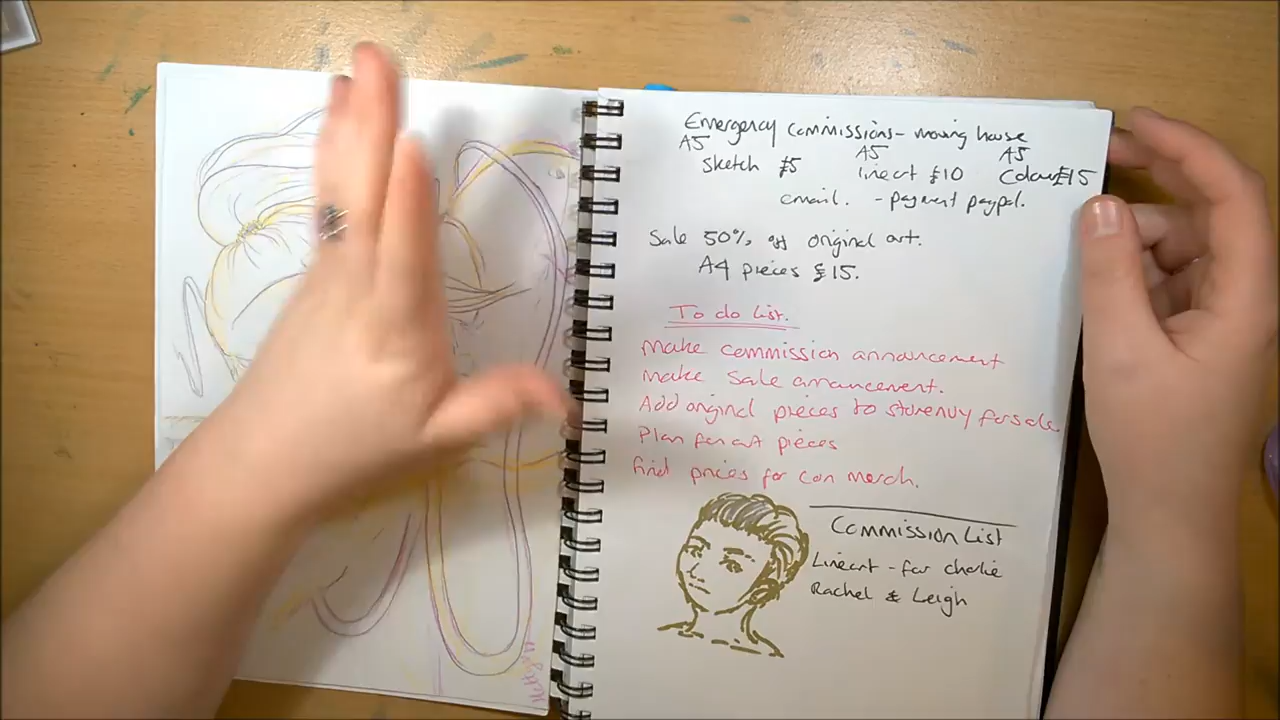 Emergency commissions - moving house
A5 A5 A5
Sketch £5 lineart £10 Colour £15
email. - payment paypal.
Sale 50% off original art.
A4 pieces £15.
To do List.
Make commission announcement
Make sale anancement.
Add original pieces to storenvy for sale
Plan for art pieces
find prices for con merch.
Commission List
Lineart - for charlie
Rachel & Leigh